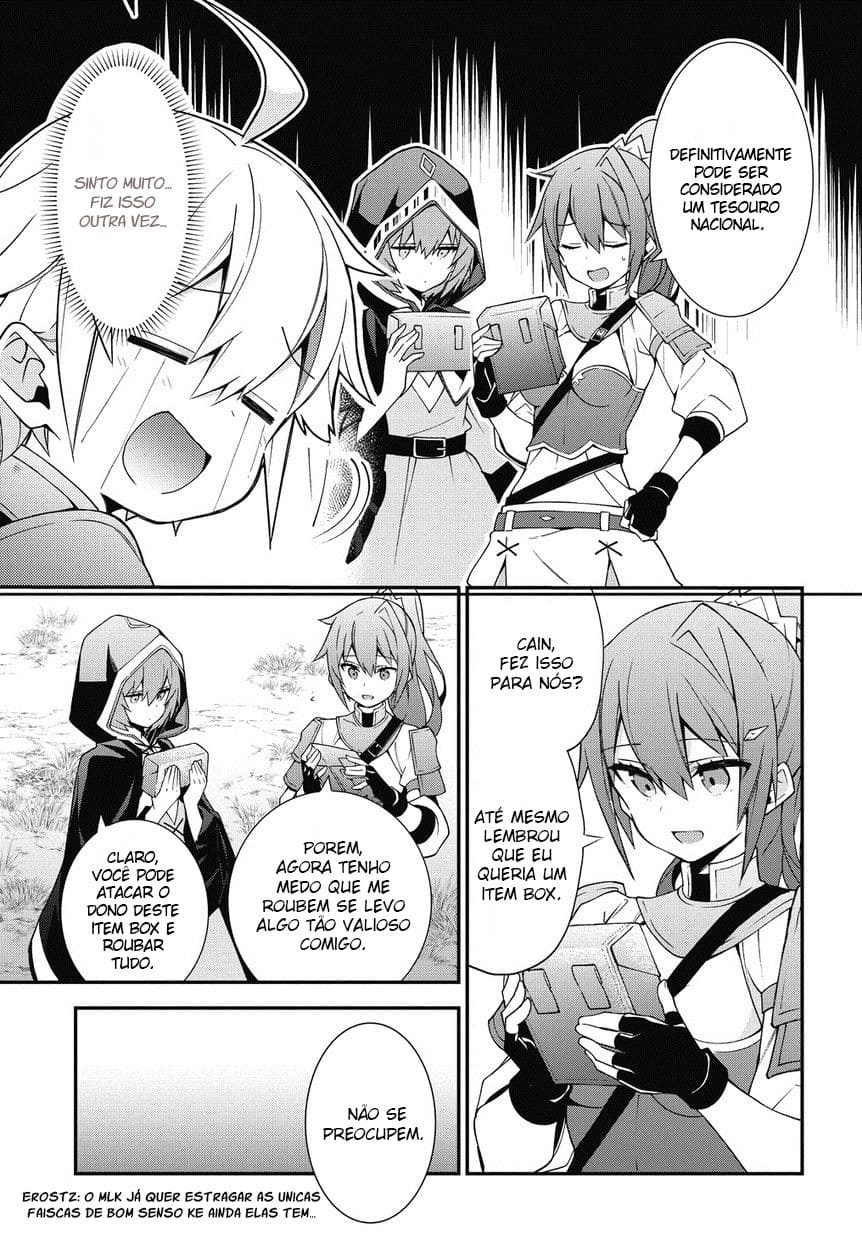 DEFINITIVAMENTE
PODE SER
CONSIDERADO
UM TESOURO
NACIONAL.
SINTO MUITO...
FIZ ISSO
OUTRA VEZ...
CAIN,
FEZ ISSO
PARA NÓS?
ATÉ MESMO
LEMBROU
QUE EU
QUERIA UM
ITEM BOX.
POREM,
AGORA TENHO
MEDO QUE ME
ROUBEM SE LEVO
ALGO TÃO VALIOSO
COMIGO.
CLARO,
VOCÊ PODE
ATACAR O
DONO DESTE
ITEM BOX E
ROUBAR
TUDO.
NÃO SE
PREOCUPEM.
EROSTZ: O MLK JÁ QUER ESTRAGAR AS UNICAS
FAISCAS DE BOM SENSO KE AINDA ELAS TEM...